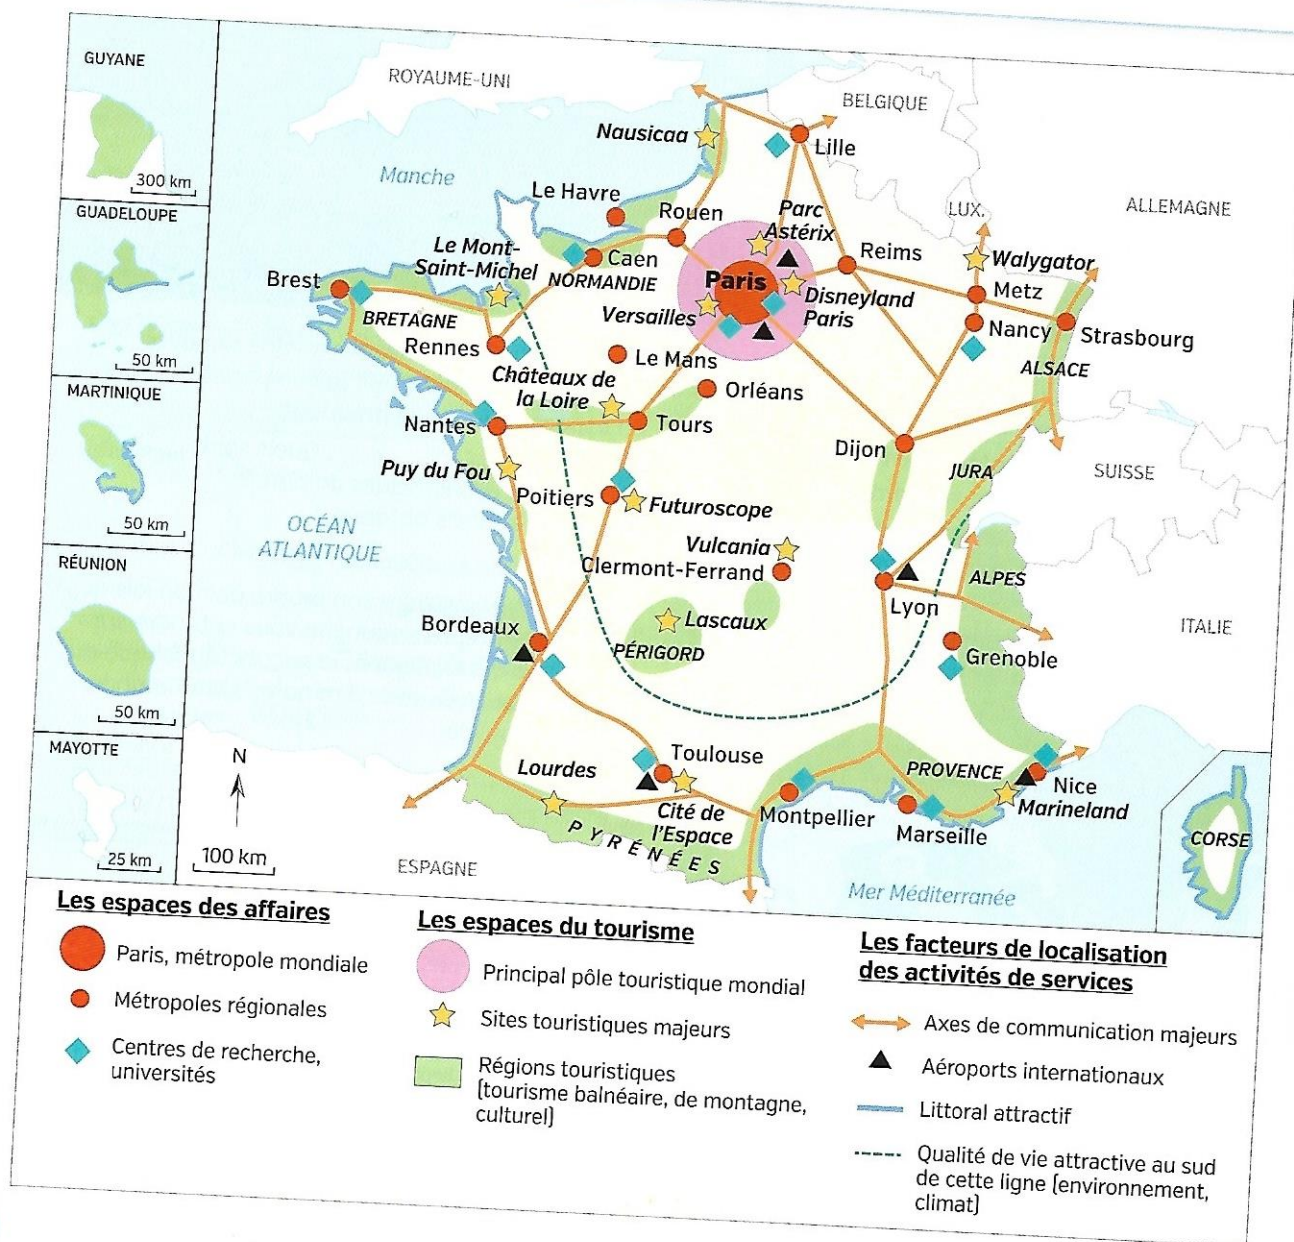 GUYANE
300 km
GUADELOUPE
50 km
MARTINIQUE
50 km
RÉUNION
50 km
MAYOTTE
25 km
N
100 km
ROYAUME-UNI
BELGIQUE
LUX.
ALLEMAGNE
SUISSE
ITALIE
ESPAGNE
Manche
OCÉAN
ATLANTIQUE
Mer Méditerranée
Nausicaa
Lille
Le Havre
Rouen
Parc
Astérix
Reims
Walygator
Metz
Le Mont-
Saint-Michel
Caen
NORMANDIE
Paris
Disneyland
Paris
Versailles
Nancy
Strasbourg
ALSACE
Brest
BRETAGNE
Rennes
Le Mans
Orléans
Châteaux de
la Loire
Nantes
Tours
Dijon
JURA
Puy du Fou
Poitiers
Futuroscope
Vulcania
Clermont-Ferrand
Lyon
ALPES
Lascaux
PÉRIGORD
Bordeaux
Grenoble
Toulouse
Lourdes
Cité de
l'Espace
PYRÉNÉES
Montpellier
PROVENCE
Nice
Marineland
Marseille
CORSE
Les espaces des affaires
Paris, métropole mondiale
Métropoles régionales
Centres de recherche,
universités
Les espaces du tourisme
Principal pôle touristique mondial
Sites touristiques majeurs
Régions touristiques
(tourisme balnéaire, de montagne,
culturel)
Les facteurs de localisation
des activités de services
Axes de communication majeurs
Aéroports internationaux
Littoral attractif
Qualité de vie attractive au sud
de cette ligne (environnement,
climat)